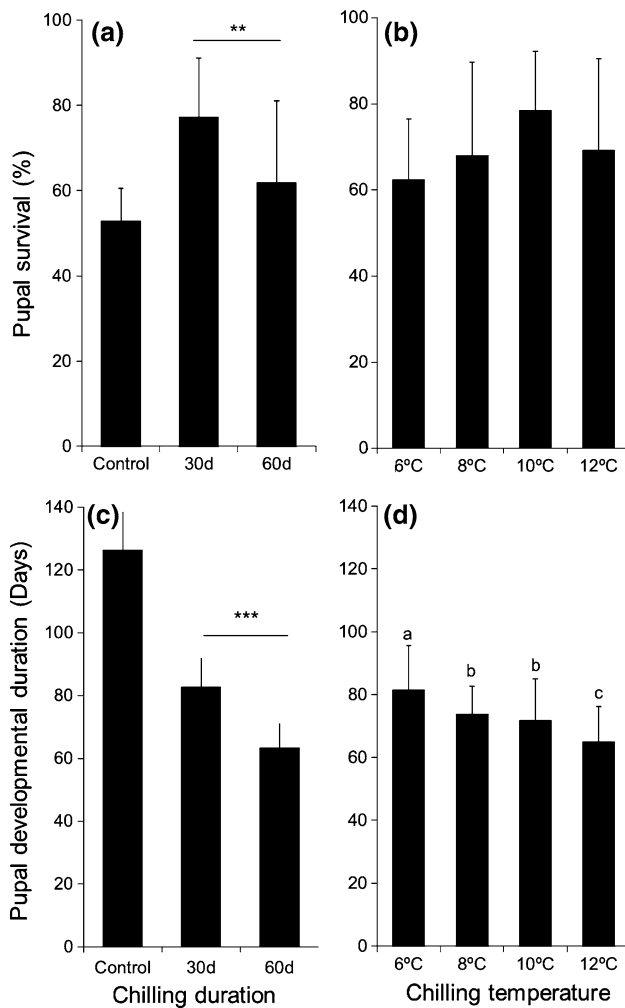 (a)
**
Pupal survival (%)
100
80
60
40
20
0
Control 30d 60d
(b)
100
80
60
40
20
0
6ºC 8ºC 10ºC 12ºC
(c)
***
Pupal developmental duration (Days)
140
120
100
80
60
40
20
0
Control 30d 60d
Chilling duration
(d)
140
120
100
80
60
40
20
0
a b b c
6ºC 8ºC 10ºC 12ºC
Chilling temperature